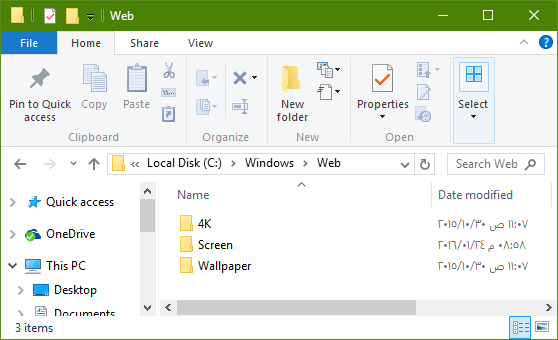 Web
File Home Share View
Pin to Quick access Copy Paste New folder Properties Select
Clipboard Organize New Open
« Local Disk (C:) Windows Web Search Web
Name Date modified
Quick access
OneDrive
This PC
Desktop
Documents
4K ٢٠١٥/١٠/٣٠ ١١:٠٧ ص
Screen ٢٠١٦/٠١/٢٤ ٠٨:٥٨ م
Wallpaper ٢٠١٥/١٠/٣٠ ١١:٠٧ ص
3 items